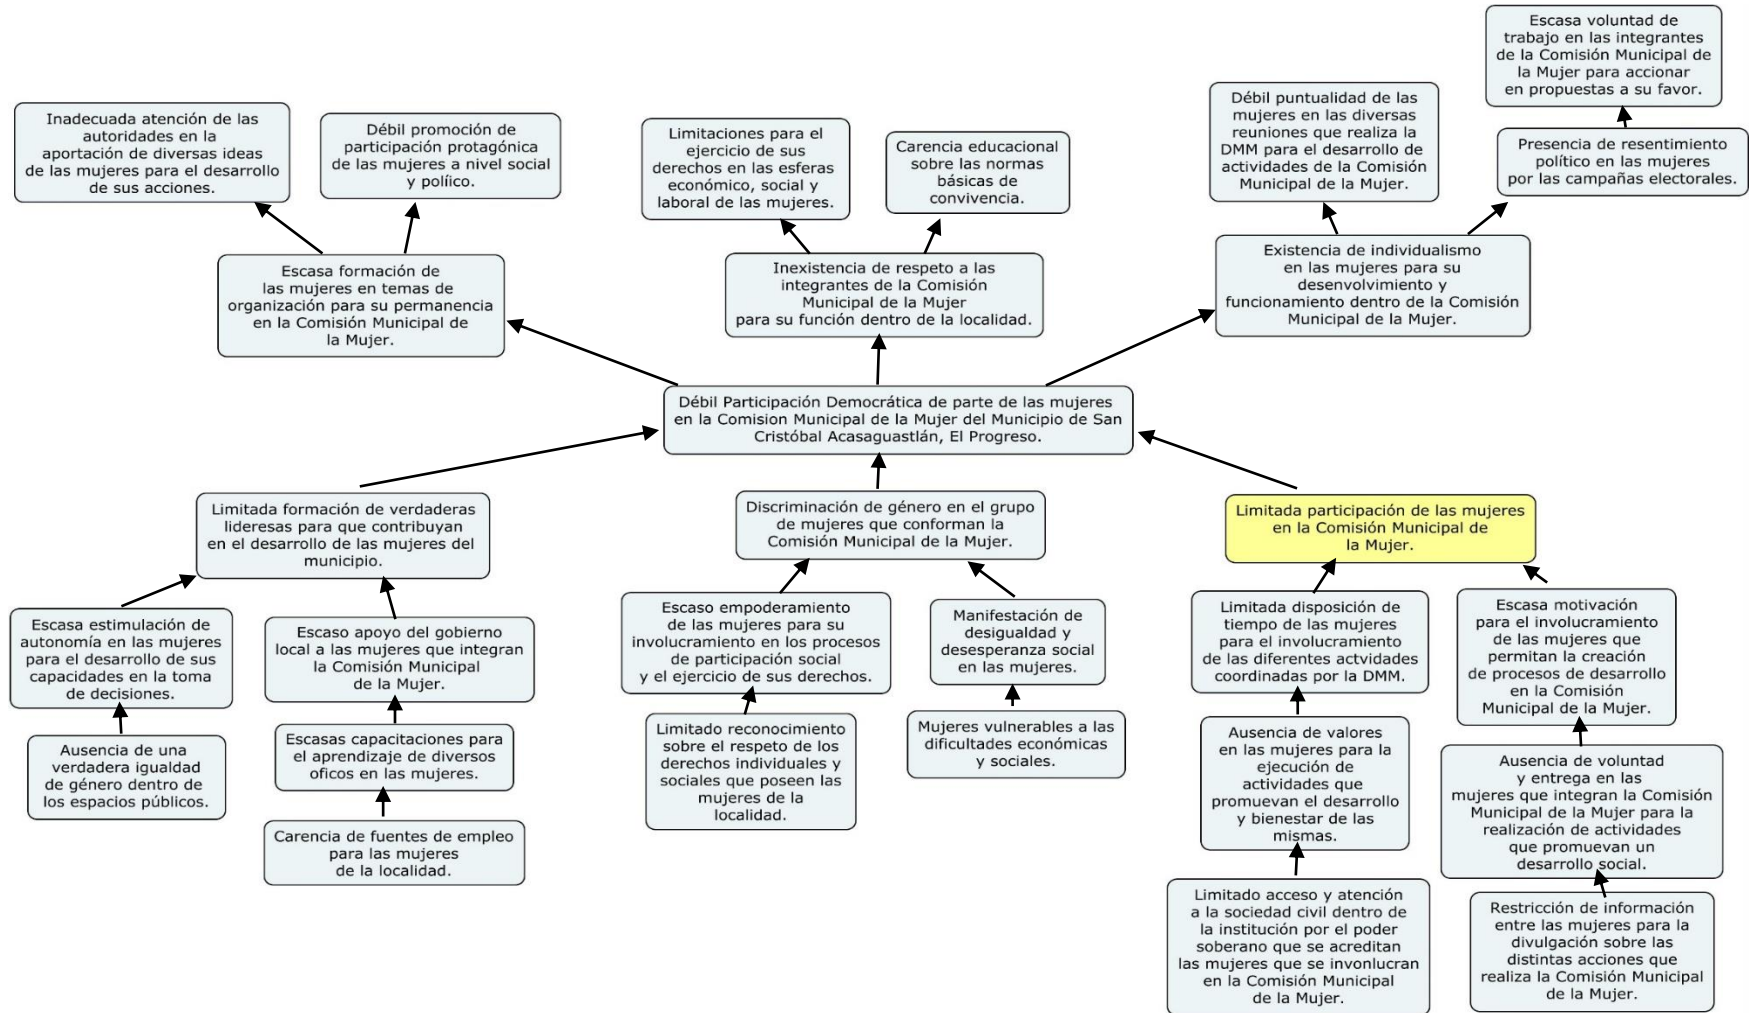 Escasa voluntad de
trabajo en las integrantes
de la Comisión Municipal de
la Mujer para accionar
en propuestas a su favor.
Inadecuada atención de las
autoridades en la
aportación de diversas ideas
de las mujeres para el desarrollo
de sus acciones.
Débil promoción de
participación protagónica
de las mujeres a nivel social
y políico.
Limitaciones para el
ejercicio de sus
derechos en las esferas
económico, social y
laboral de las mujeres.
Carencia educacional
sobre las normas
básicas de
convivencia.
Débil puntualidad de las
mujeres en las diversas
reuniones que realiza la
DMM para el desarrollo de
actividades de la Comisión
Municipal de la Mujer.
Presencia de resentimiento
político en las mujeres
por las campañas electorales.
Escasa formación de
las mujeres en temas de
organización para su permanencia
en la Comisión Municipal de
la Mujer.
Inexistencia de respeto a las
integrantes de la Comisión
Municipal de la Mujer
para su función dentro de la localidad.
Existencia de individualismo
en las mujeres para su
desenvolvimiento y
funcionamiento dentro de la Comisión
Municipal de la Mujer.
Débil Participación Democrática de parte de las mujeres
en la Comision Municipal de la Mujer del Municipio de San
Cristóbal Acasaguastlán, El Progreso.
Limitada formación de verdaderas
lideresas para que contribuyan
en el desarrollo de las mujeres del
municipio.
Discriminación de género en el grupo
de mujeres que conforman la
Comisión Municipal de la Mujer.
Limitada participación de las mujeres
en la Comisión Municipal de
la Mujer.
Escasa estimulación de
autonomía en las mujeres
para el desarrollo de sus
capacidades en la toma
de decisiones.
Escaso apoyo del gobierno
local a las mujeres que integran
la Comisión Municipal
de la Mujer.
Escaso empoderamiento
de las mujeres para su
involucramiento en los procesos
de participación social
y el ejercicio de sus derechos.
Manifestación de
desigualdad y
desesperanza social
en las mujeres.
Limitada disposición de
tiempo de las mujeres
para el involucramiento
de las diferentes actvidades
coordinadas por la DMM.
Escasa motivación
para el involucramiento
de las mujeres que
permitan la creación
de procesos de desarrollo
en la Comisión
Municipal de la Mujer.
Ausencia de una
verdadera igualdad
de género dentro de
los espacios públicos.
Escasas capacitaciones para
el aprendizaje de diversos
oficos en las mujeres.
Limitado reconocimiento
sobre el respeto de los
derechos individuales y
sociales que poseen las
mujeres de la
localidad.
Mujeres vulnerables a las
dificultades económicas
y sociales.
Ausencia de valores
en las mujeres para la
ejecución de
actividades que
promuevan el desarrollo
y bienestar de las
mismas.
Ausencia de voluntad
y entrega en las
mujeres que integran la Comisión
Municipal de la Mujer para la
realización de actividades
que promuevan un
desarrollo social.
Carencia de fuentes de empleo
para las mujeres
de la localidad.
Limitado acceso y atención
a la sociedad civil dentro de
la institución por el poder
soberano que se acreditan
las mujeres que se invonlucran
en la Comisión Municipal
de la Mujer.
Restricción de información
entre las mujeres para la
divulgación sobre las
distintas acciones que
realiza la Comisión Municipal
de la Mujer.